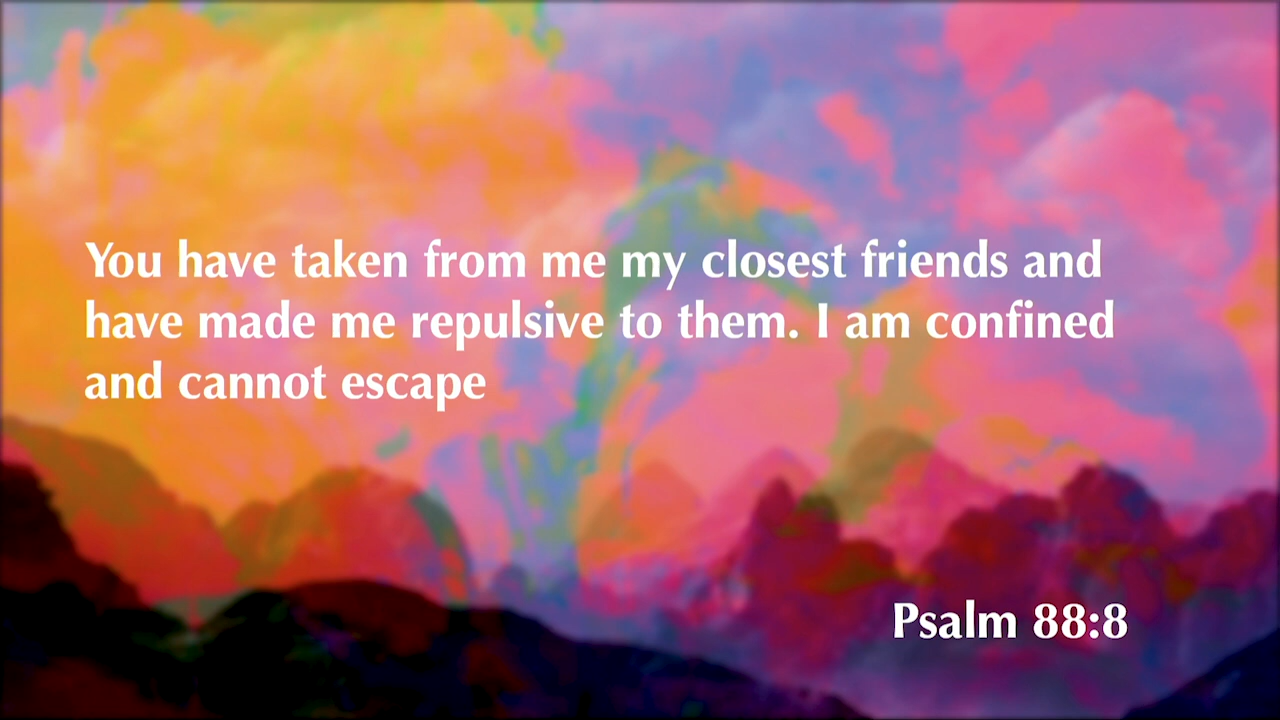 You have taken from me my closest friends and
have made me repulsive to them. I am confined
and cannot escape
Psalm 88:8